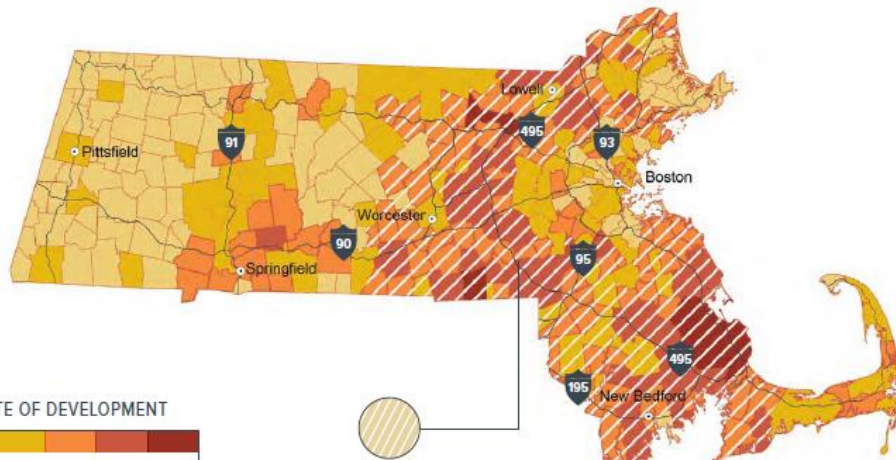 Lowell
495
91
93
Pittsfield
Boston
Worcester
90
95
Springfield
495
TE OF DEVELOPMENT
195
New Bedford